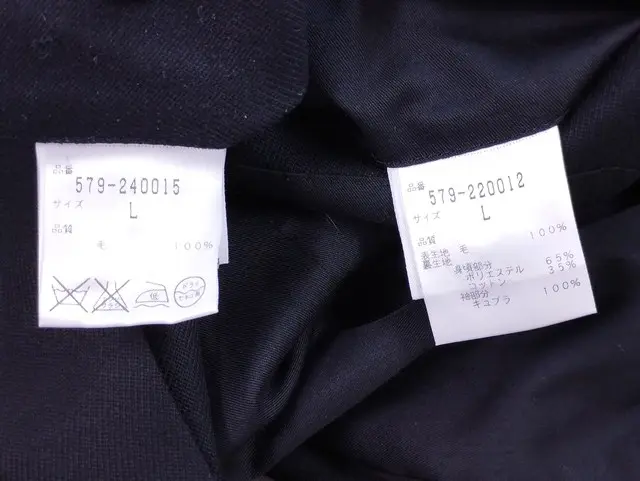 品番
579-240015
サイズ
L
品質
毛 100%
品番
579-220012
サイズ
L
品質
表生地 毛 100%
裏生地
身頃部分
ポリエステル 65%
コットン 35%
袖部分
キュプラ 100%